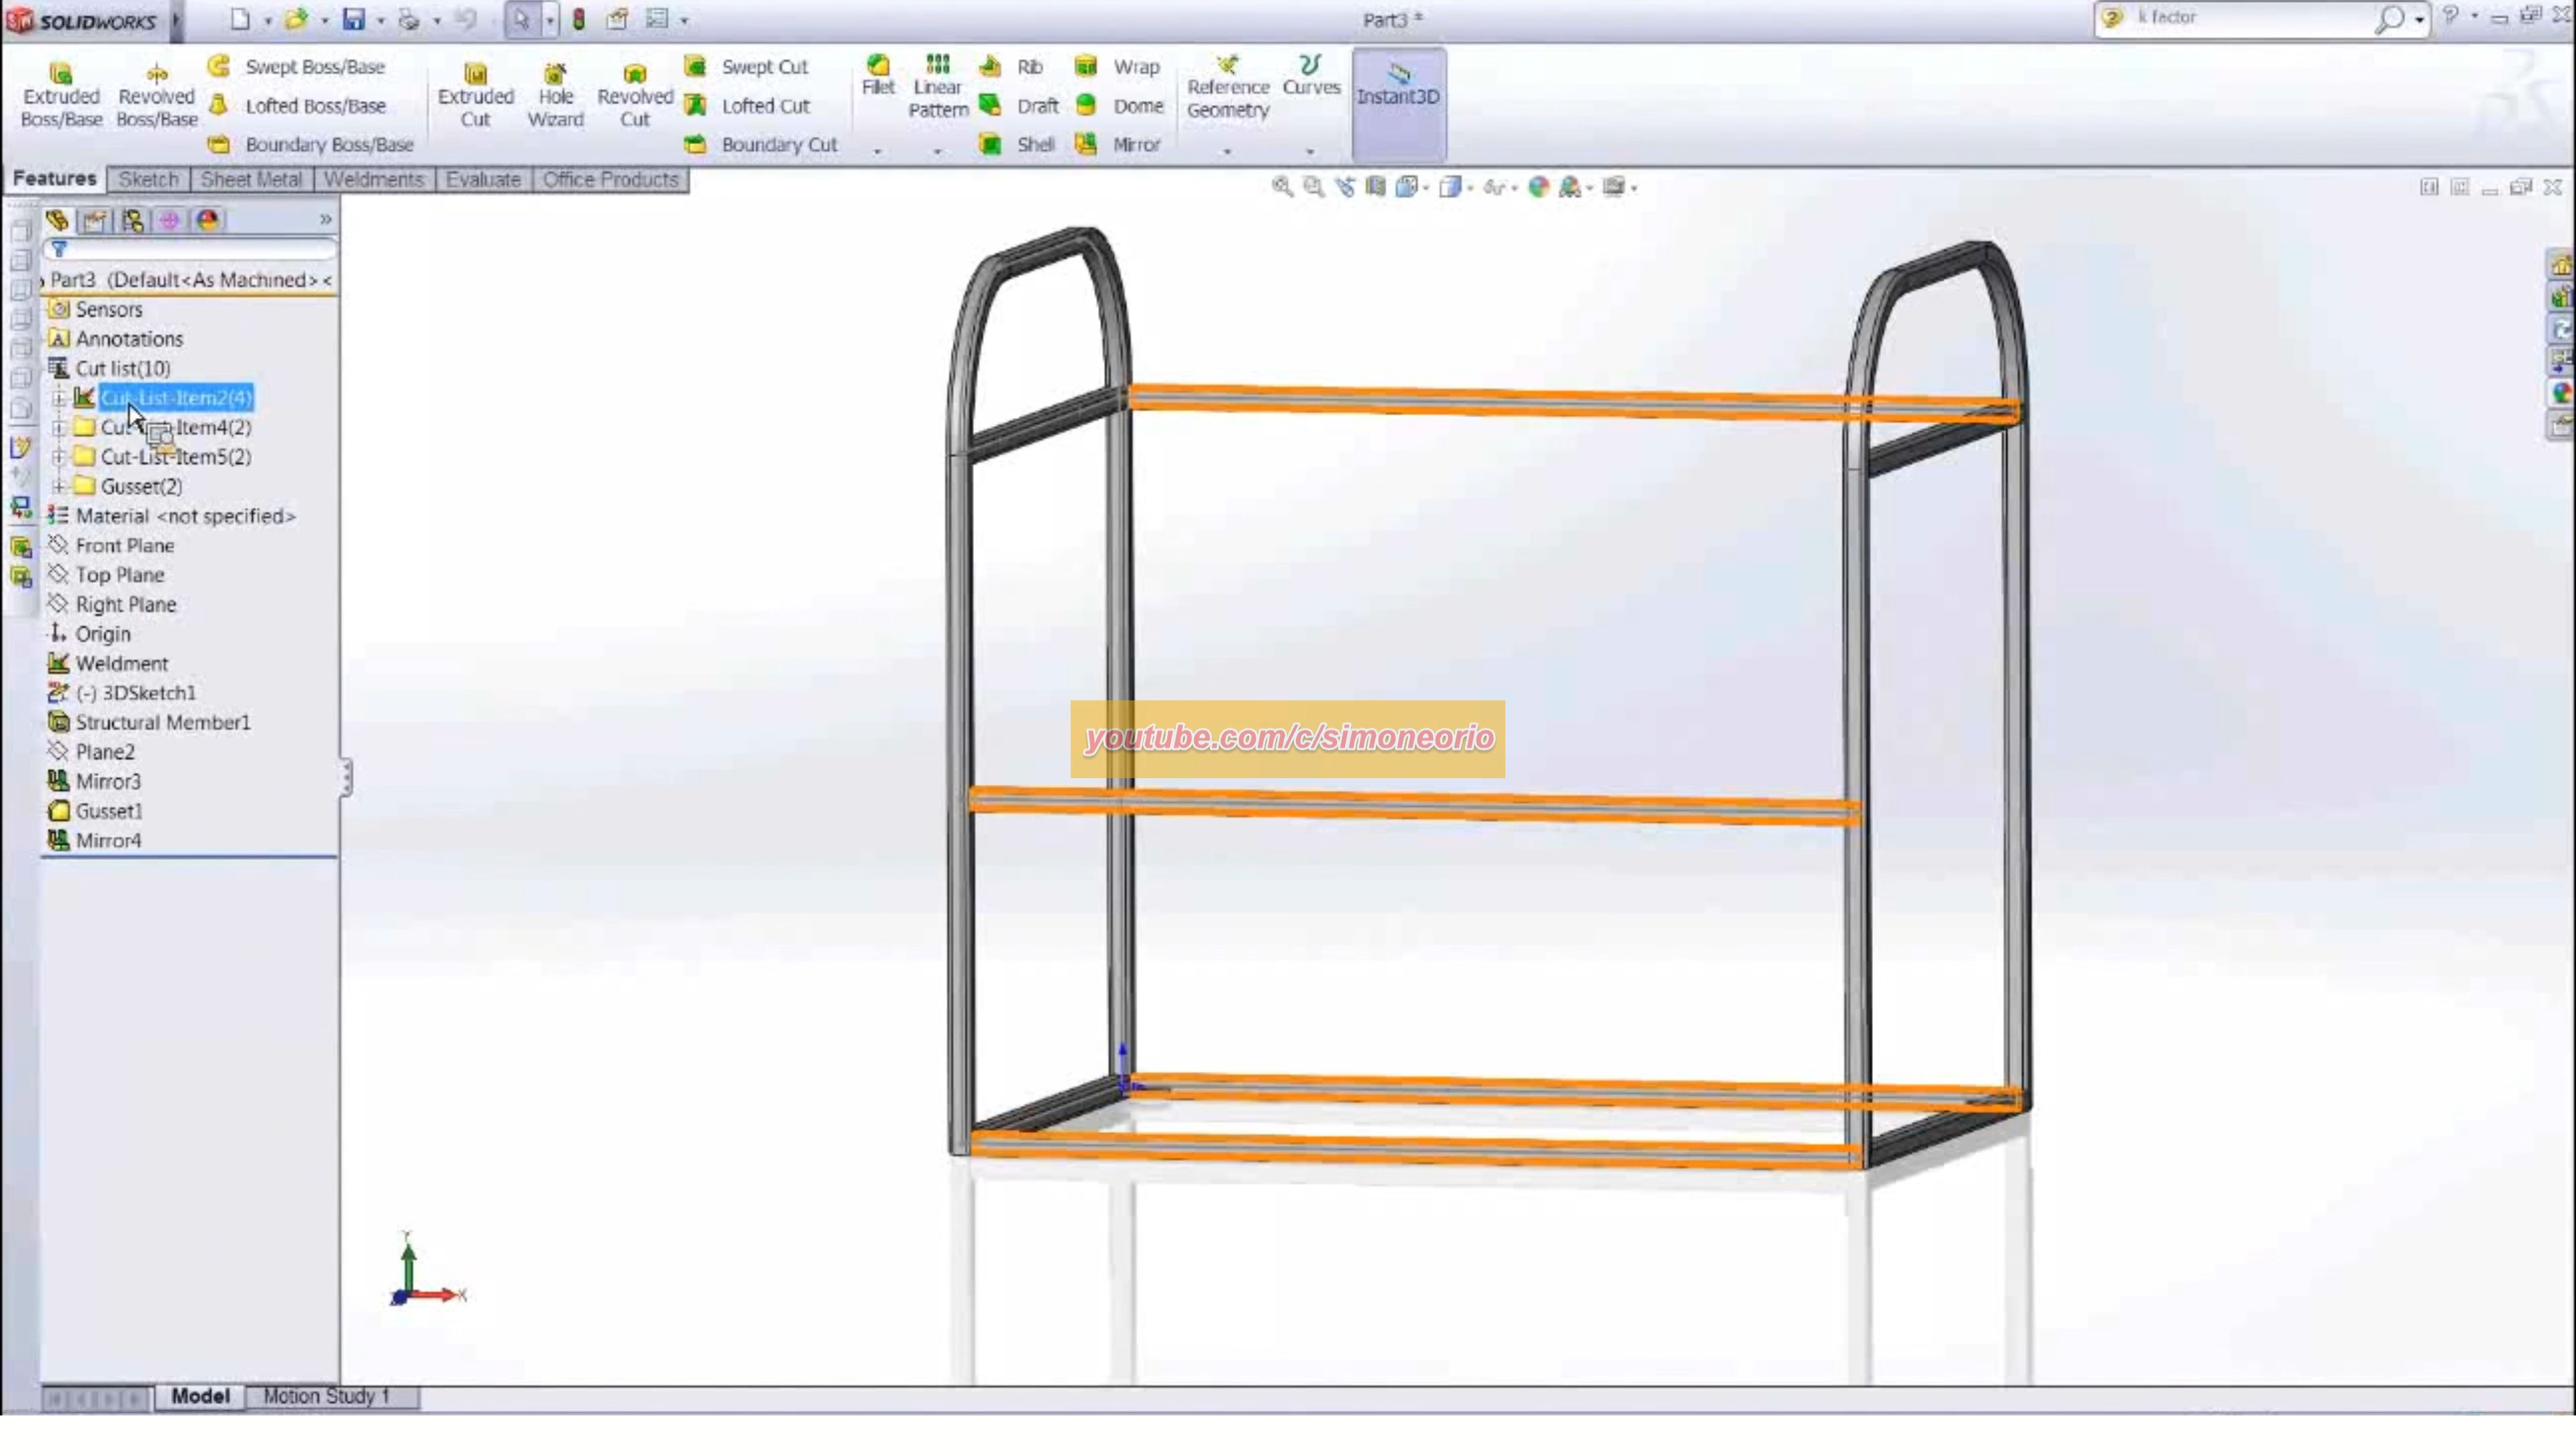 SOLIDWORKS
Part3 *
k factor
Extruded Boss/Base
Revolved Boss/Base
Swept Boss/Base
Lofted Boss/Base
Boundary Boss/Base
Extruded Cut
Hole Wizard
Revolved Cut
Swept Cut
Lofted Cut
Boundary Cut
Fillet
Linear Pattern
Rib
Draft
Shell
Wrap
Dome
Mirror
Reference Geometry
Curves
Instant3D
Features
Sketch
Sheet Metal
Weldments
Evaluate
Office Products
Part3 (Default<As Machined> <
Sensors
Annotations
Cut list(10)
Cut-List-Item2(4)
Item4(2)
Cut-List-Item5(2)
Gusset(2)
Material <not specified>
Front Plane
Top Plane
Right Plane
Origin
Weldment
(-) 3DSketch1
Structural Member1
Plane2
Mirror3
Gusset1
Mirror4
youtube.com/c/simoneorio
Y
X
Model
Motion Study 1